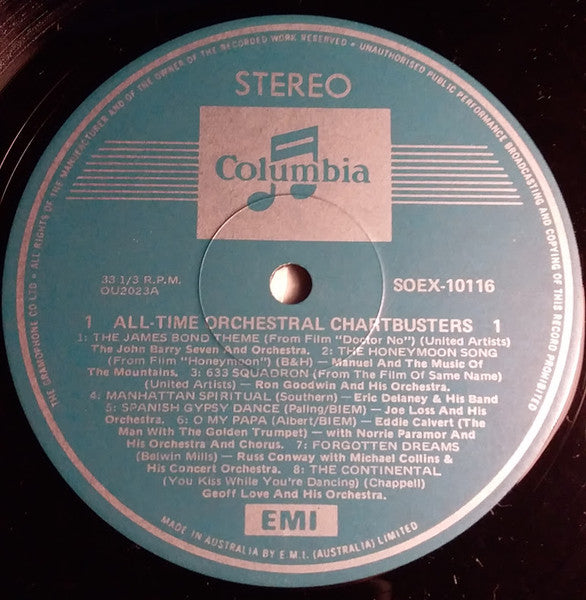 THE GRAMOPHONE CO LTD • ALL RIGHTS OF THE MANUFACTURER AND OF THE OWNER OF THE RECORDED WORK RESERVED • UNAUTHORISED PUBLIC PERFORMANCE BROADCASTING AND COPYING OF THIS RECORD PROHIBITED
STEREO
Columbia
33 1/3 R.P.M.
OU2023A
SOEX-10116
1 ALL-TIME ORCHESTRAL CHARTBUSTERS 1
1: THE JAMES BOND THEME (From Film "Doctor No") (United Artists)
The John Barry Seven And Orchestra. 2: THE HONEYMOON SONG
(From Film "Honeymoon") (B&H) — Manuel And The Music Of
The Mountains. 3: 633 SQUADRON (From The Film Of Same Name)
(United Artists) — Ron Goodwin And His Orchestra.
4: MANHATTAN SPIRITUAL (Southern) — Eric Delaney & His Band
5: SPANISH GYPSY DANCE (Paling/BIEM) — Joe Loss And His
Orchestra. 6: O MY PAPA (Albert/BIEM) — Eddie Calvert (The
Man With The Golden Trumpet) — with Norrie Paramor And
His Orchestra And Chorus. 7: FORGOTTEN DREAMS
(Belwin Mills) — Russ Conway with Michael Collins &
His Concert Orchestra. 8: THE CONTINENTAL
(You Kiss While You're Dancing) (Chappell)
Geoff Love And His Orchestra.
EMI
MADE IN AUSTRALIA BY E.M.I. (AUSTRALIA) LIMITED